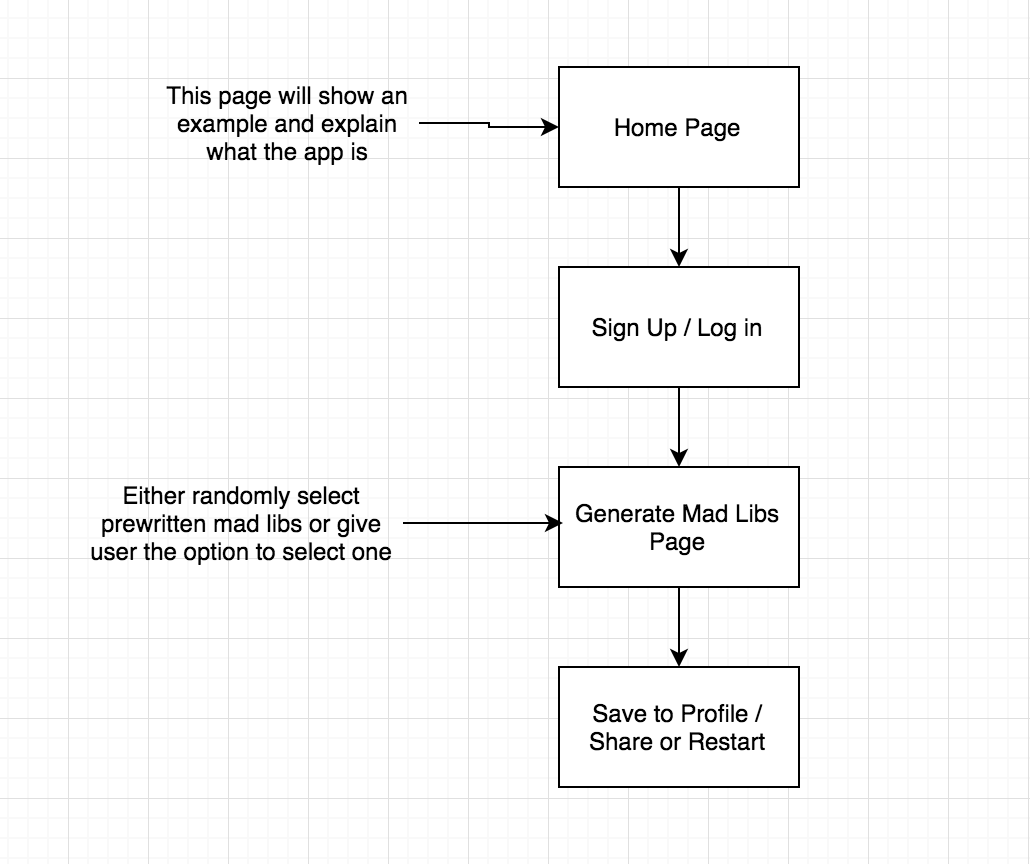 This page will show an
example and explain
what the app is
Home Page
Sign Up / Log in
Either randomly select
prewritten mad libs or give
user the option to select one
Generate Mad Libs
Page
Save to Profile /
Share or Restart